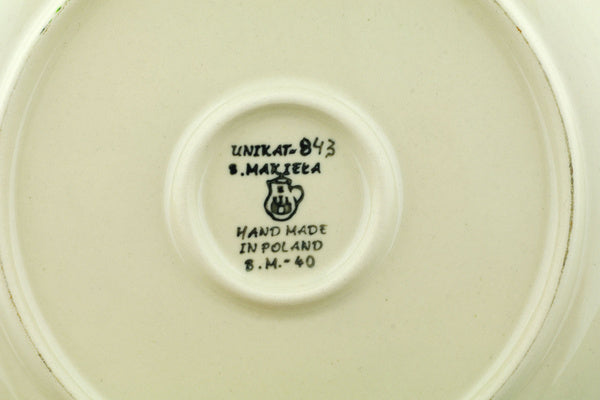 UNIKAT-843
B.MAKIEŁA
HAND MADE
IN POLAND
B.M.-40